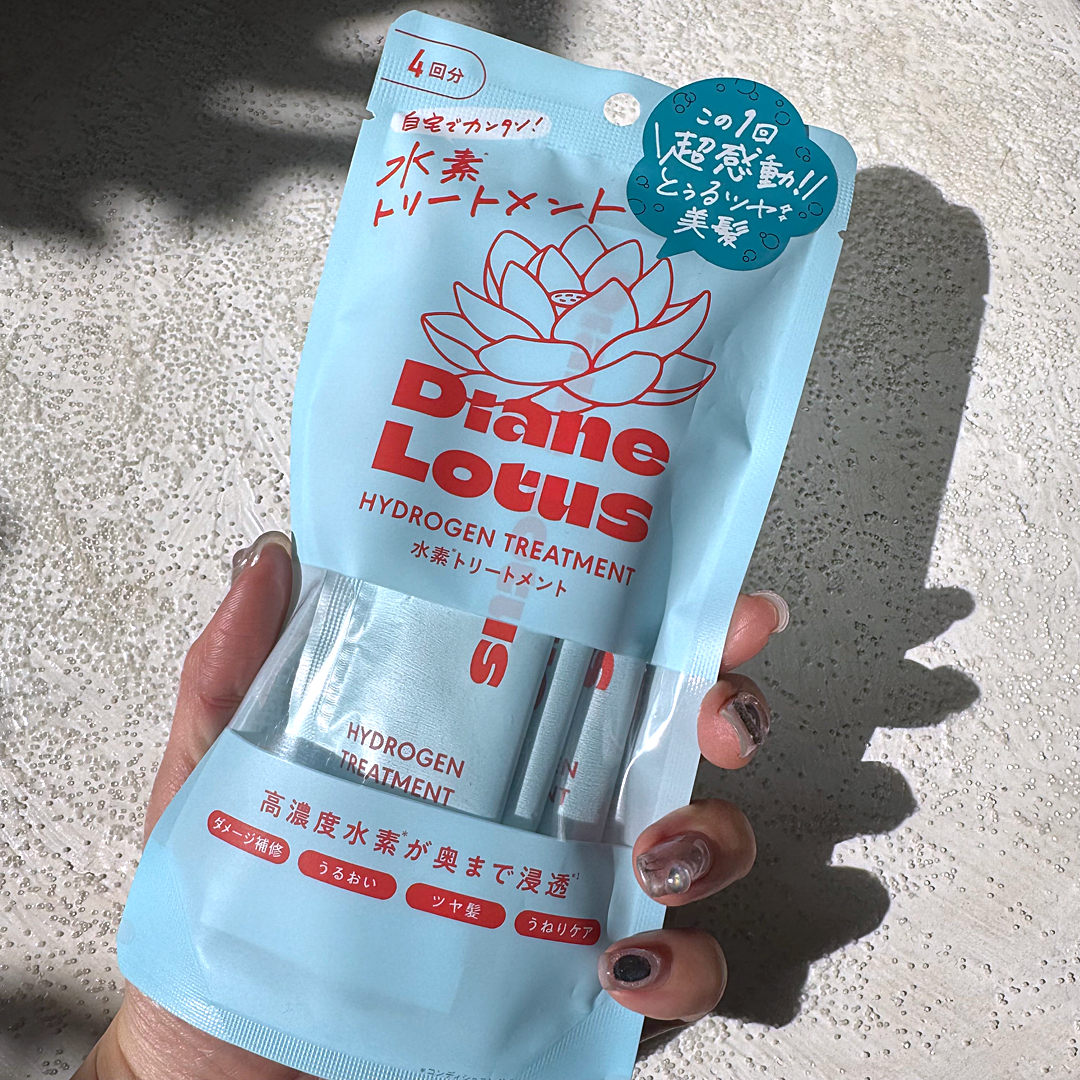 4回分
自宅でカンタン!
水素*
トリートメント
この1回
超感動!!
とぅるツヤ
美髪
Diane
Lotus
HYDROGEN TREATMENT
水素*トリートメント
us
HYDROGEN
TREATMENT
高濃度水素*が奥まで浸透*1
ダメージ補修
うるおい
ツヤ髪
うねりケア